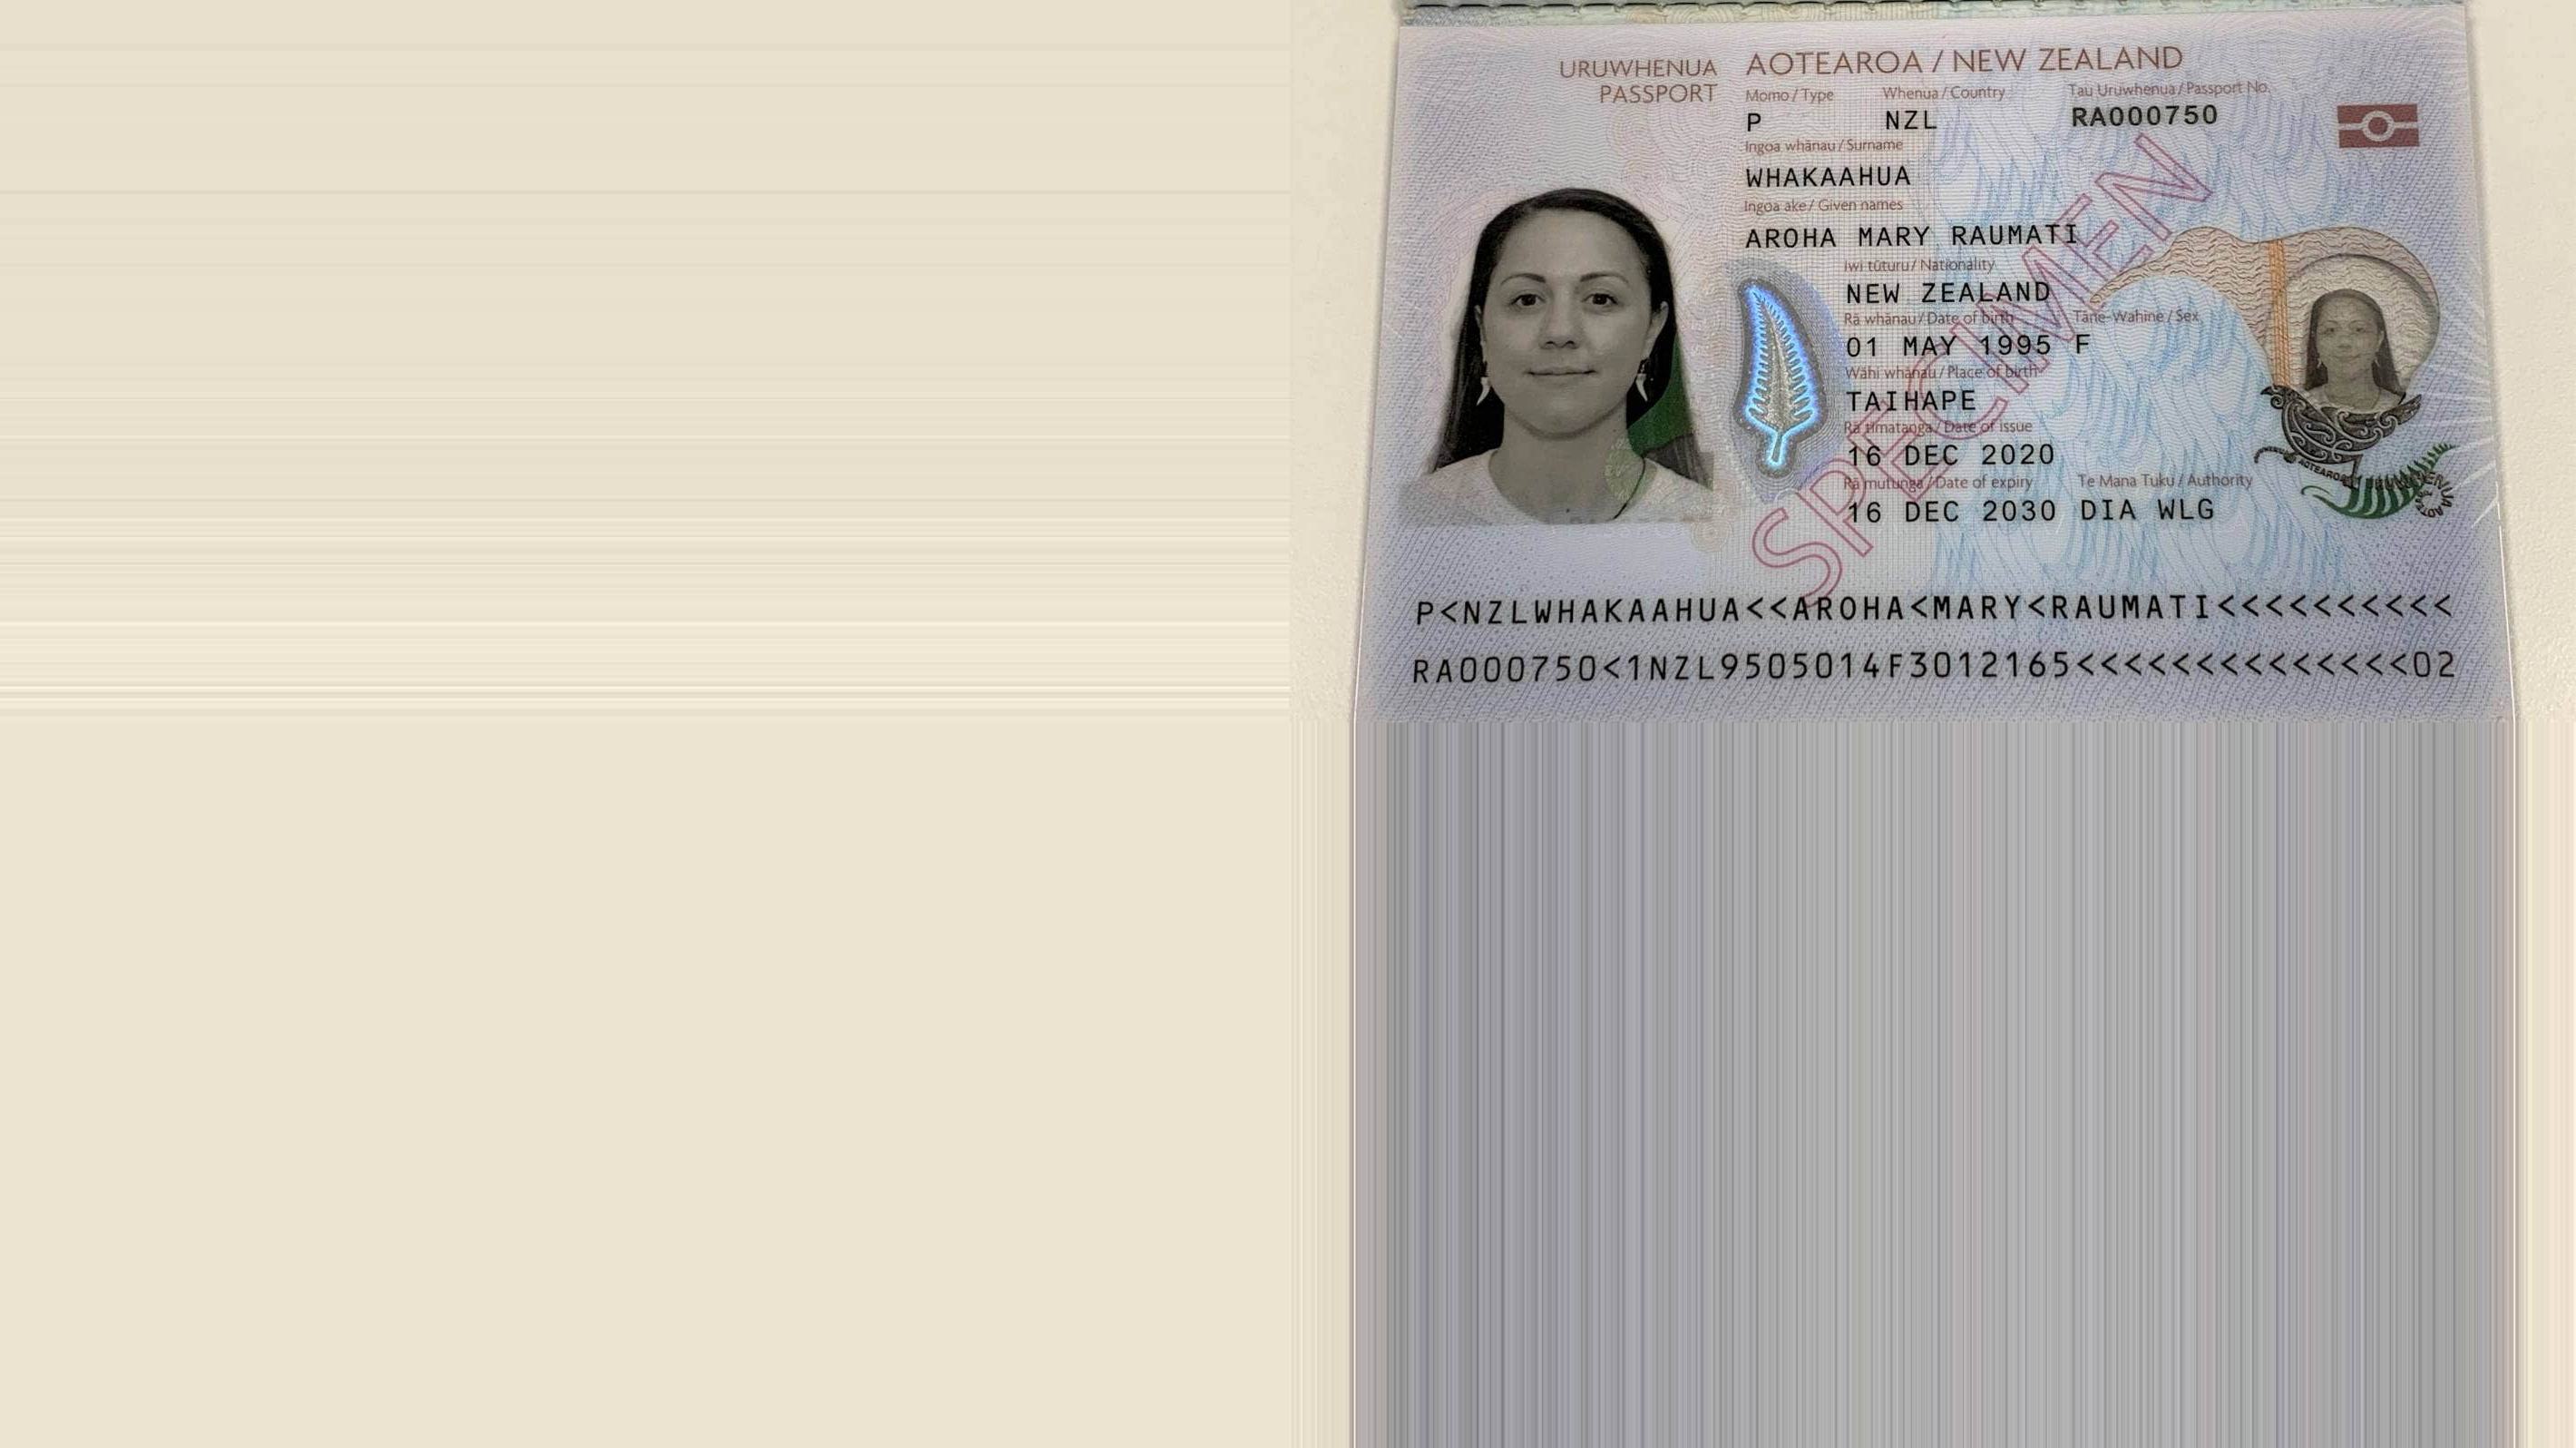 URUWHENUA
PASSPORT
AOTEAROA / NEW ZEALAND
Momo / Type Whenua / Country Tau Uruwhenua / Passport No.
P NZL RA000750
Ingoa whānau / Surname
WHAKAAHUA
Ingoa ake / Given names
AROHA MARY RAUMATI
Iwi tūturu / Nationality
NEW ZEALAND
Rā whānau / Date of birth Tāne-Wahine / Sex
01 MAY 1995 F
Wāhi whānau / Place of birth
TAIHAPE
Rā tīmatanga / Date of issue
16 DEC 2020
Rā mutunga / Date of expiry Te Mana Tuku / Authority
16 DEC 2030 DIA WLG
SPECIMEN
P<NZLWHAKAAHUA<<AROHA<MARY<RAUMATI<<<<<<<<<<
RA000750<1NZL9505014F3012165<<<<<<<<<<<<<<02